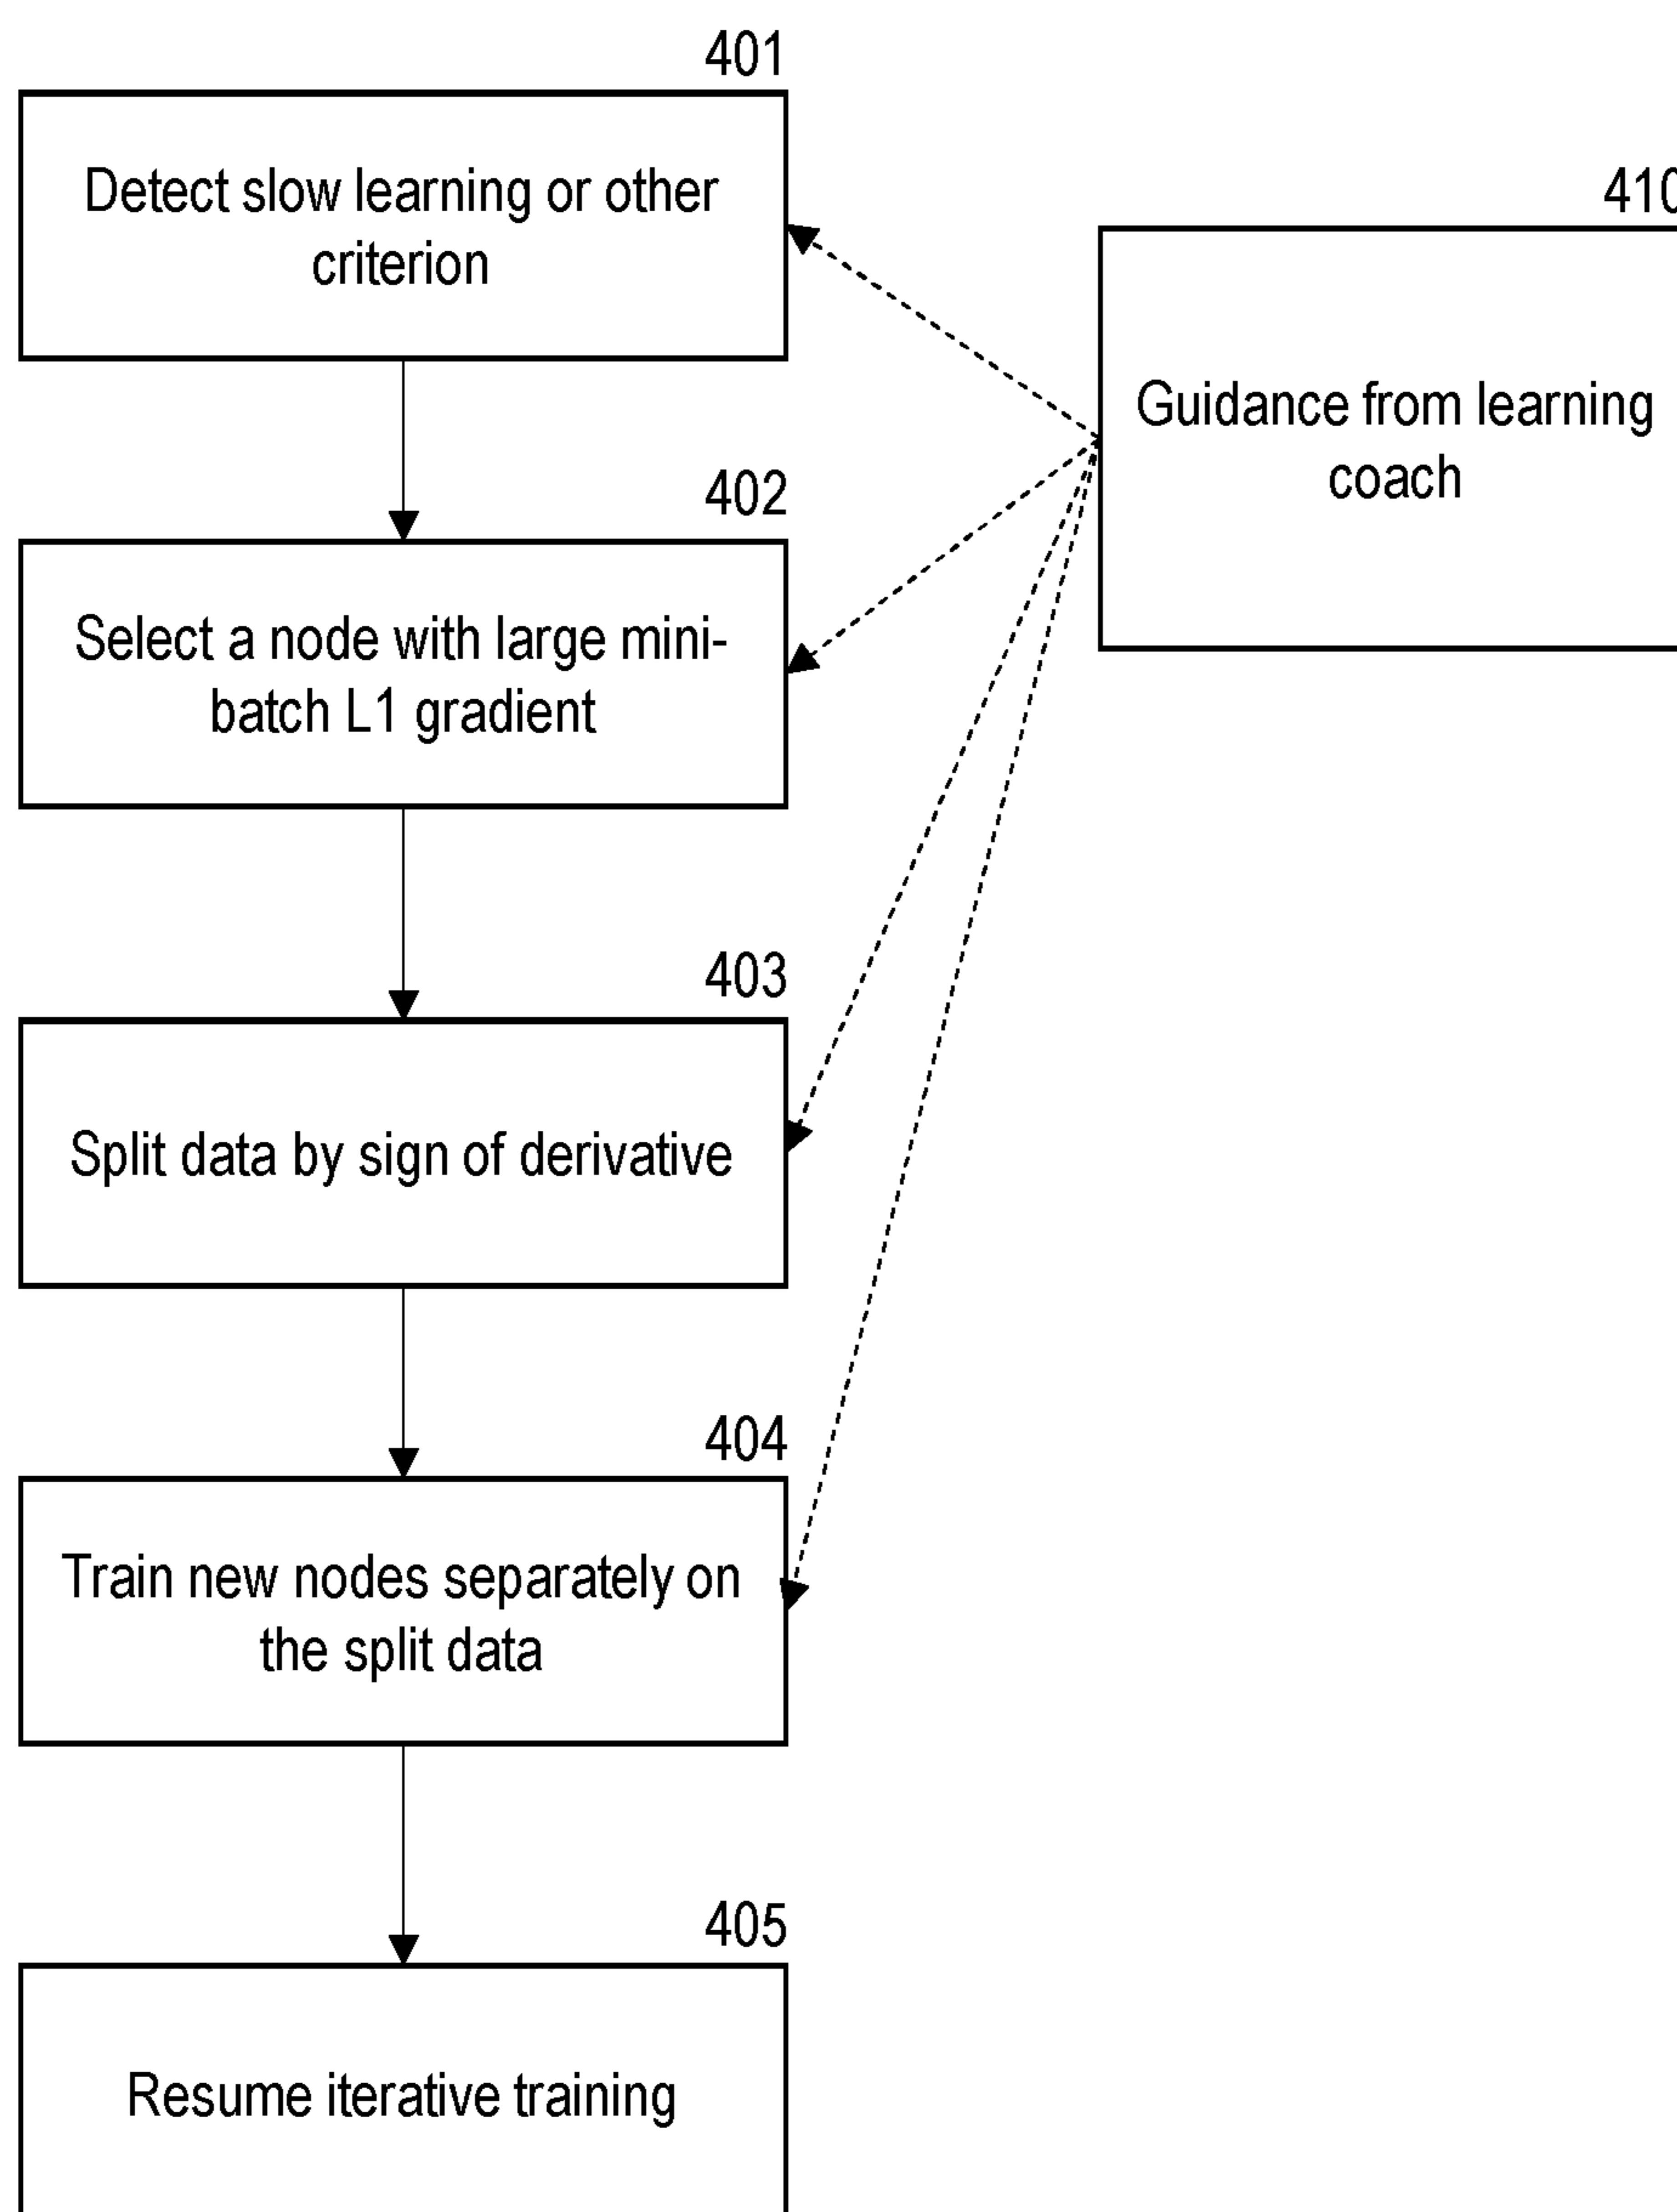 401
Detect slow learning or other
criterion
410
Guidance from learning
coach
402
Select a node with large mini-
batch L1 gradient
403
Split data by sign of derivative
404
Train new nodes separately on
the split data
405
Resume iterative training